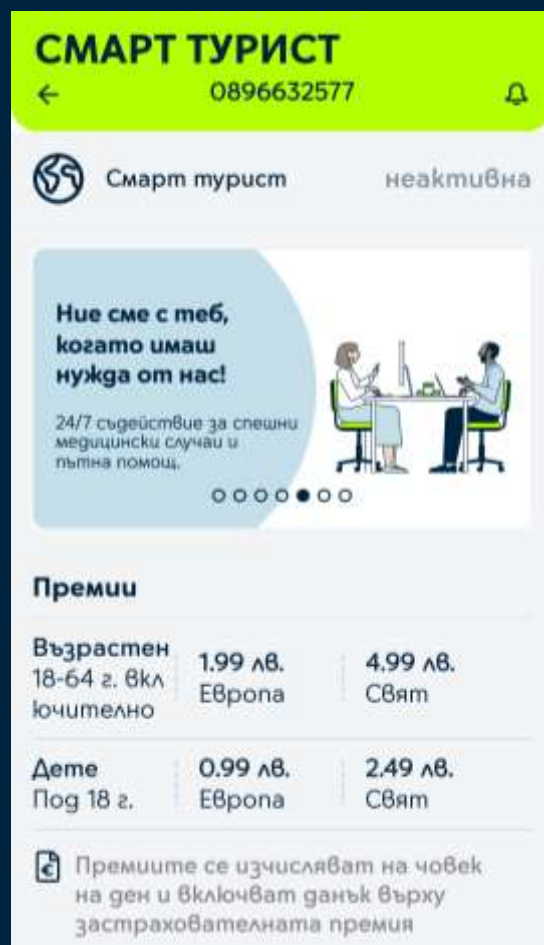 СМАРТ ТУРИСТ
0896632577
Смарт турист неактивна
Ние сме с теб,
когато имаш
нужда от нас!
24/7 съдействие за спешни
медицински случаи и
пътна помощ.
Премии
Възрастен
18-64 г. вкл
ючително
1.99 лв.
Европа
4.99 лв.
Свят
Дете
Под 18 г.
0.99 лв.
Европа
2.49 лв.
Свят
Премиите се изчисляват на човек
на ден и включват данък върху
застрахователната премия